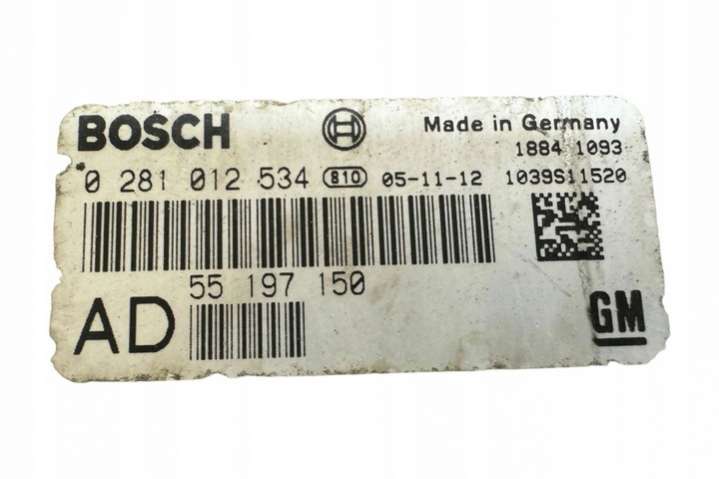 BOSCH Made in Germany
1884 1093
0 281 012 534 810 05-11-12 1039S11520
55 197 150
AD GM